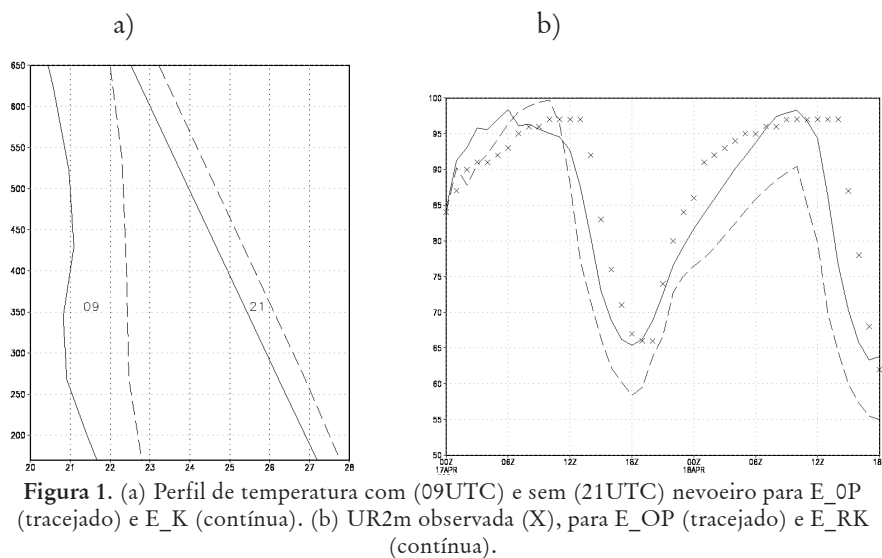 a)
b)
650
600
550
500
450
400
350
300
250
200
09
21
20 21 22 23 24 25 26 27 28
100
95
90
85
80
75
70
65
60
55
50
00Z 06Z 12Z 18Z 00Z 06Z 12Z 18
17APR 18APR
Figura 1. (a) Perfil de temperatura com (09UTC) e sem (21UTC) nevoeiro para E_0P
(tracejado) e E_K (contínua). (b) UR2m observada (X), para E_OP (tracejado) e E_RK
(contínua).